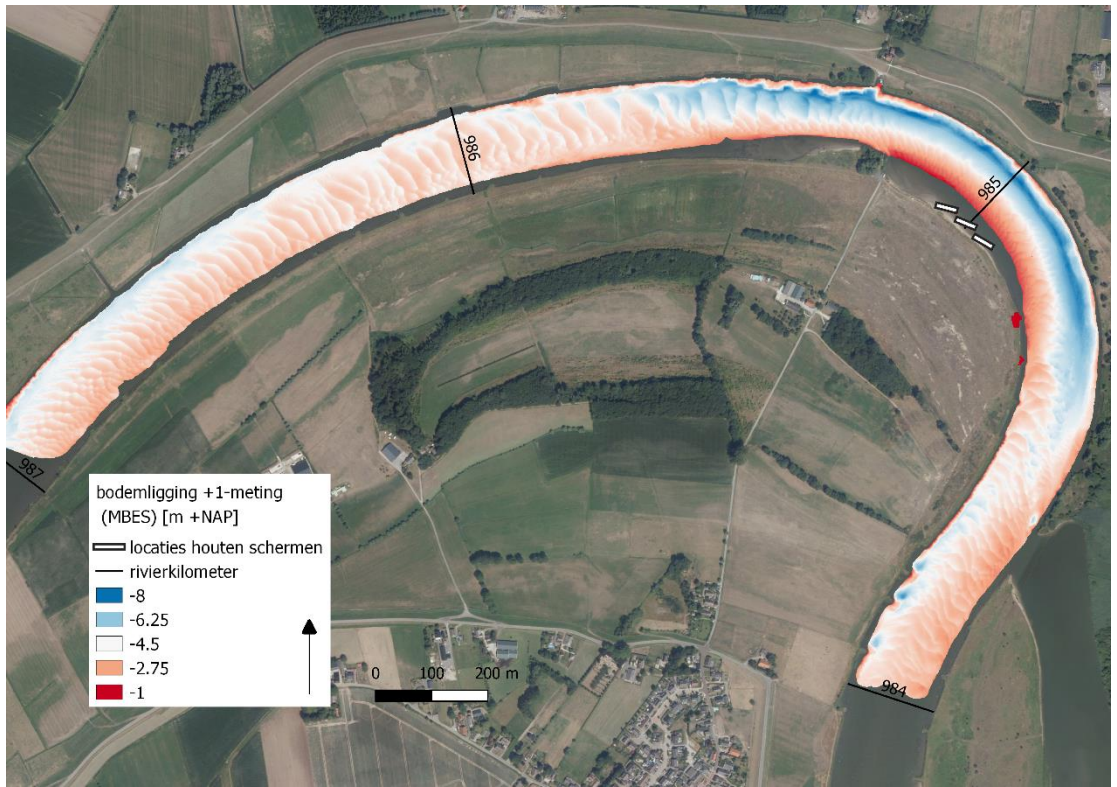 986
985
987
984
bodemligging +1-meting
(MBES) [m +NAP]
locaties houten schermen
rivierkilometer
-8
-6.25
-4.5
-2.75
-1
0 100 200 m